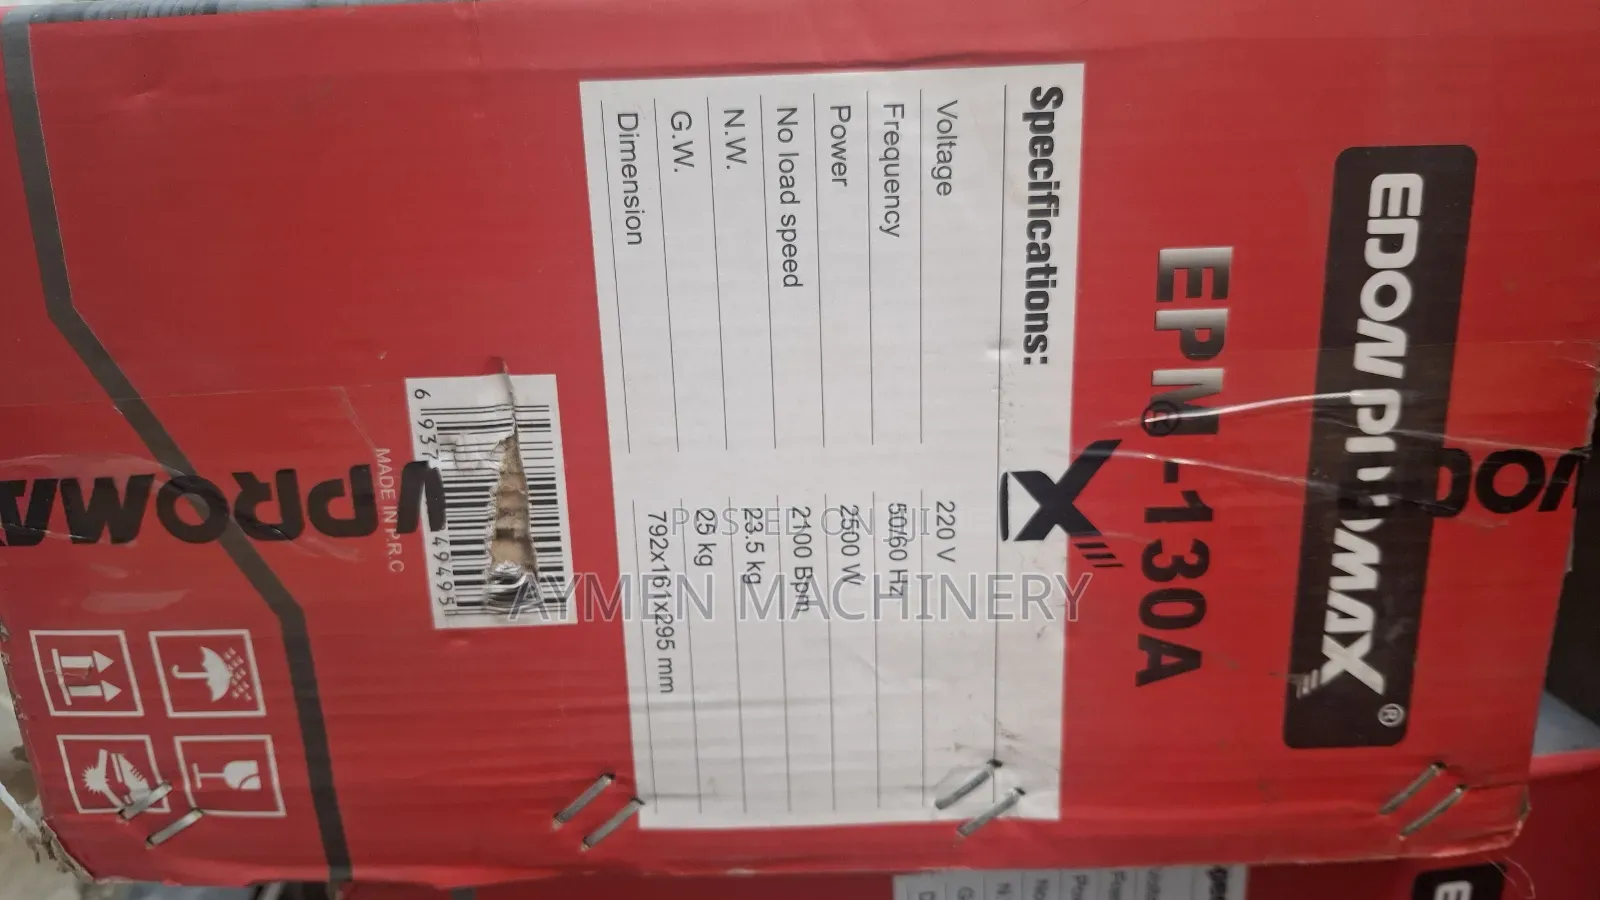 EDON PROMAX®
EPM-130A
Specifications:
Voltage 220 V
Frequency 50/60 Hz
Power 2500 W
No load speed 2100 Bpm
N.W. 23.5 kg
G.W. 25 kg
Dimension 792x161x295 mm
MADE IN P.R.C
POSTED ON JIJI
AYMEN MACHINERY